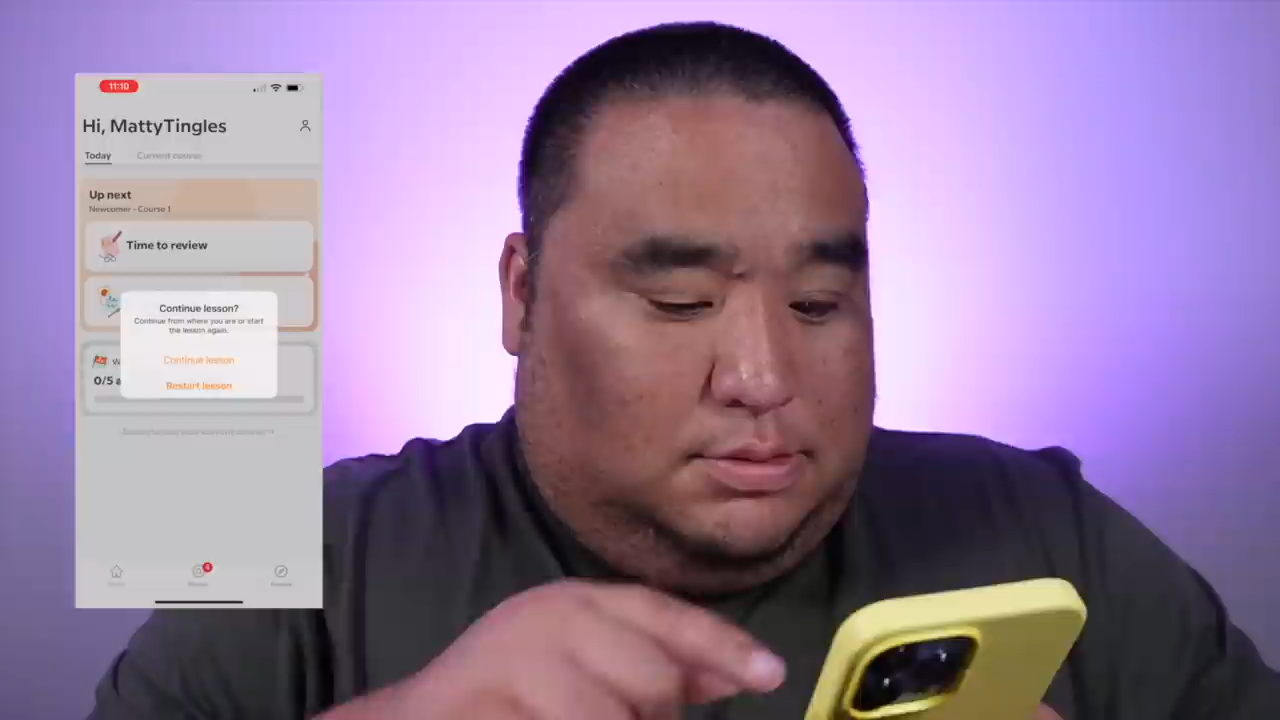 11:10
Hi, MattyTingles
Today
Current course
Up next
Newcomer - Course 1
Time to review
Continue lesson?
Continue from where you are or start
the lesson again.
Continue lesson
Restart lesson
W
0/5 a
4